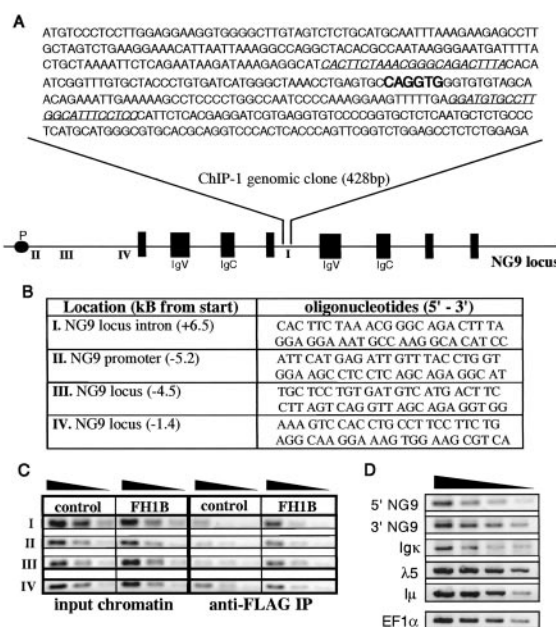 A
ATGTCCCTCCTTGGAGGAAGGTGGGGCTTGTAGTCTCTGCATGCAATTTAAAGAAGAGCCTT
GCTAGTCTGAAGGAAACATTAATTAAAGGCCAGGCTACACGCCAATAAGGGAATGATTTTA
CTGCTAAAATTCTCAGAATAAGATAAAGAGGCATCACTTCTAAACGGGCAGACTTTACACA
ATCGGTTTGTGCTACCCTGTGATCATGGGCTAAACCTGAGTGCCAGGTGGGTGTGTAGCA
ACAGAAATTGAAAAAGCCTCCCCTGGCCAATCCCCAAAGGAAGTTTTTGAGGATGTGCCTT
GGCATTTCCTCCCATTCTCACGAGGATCGTGAGGTGTCCCCGGTGCTCTCAATGCTCTGCCC
TCATGCATGGGCGTGCACGCAGGTCCCACTCACCCAGTTCGGTCTGGAGCCTCTCTGGAGA
ChIP-1 genomic clone (428bp)
P
II III IV I
IgV IgC IgV IgC NG9 locus
B
Location (kB from start) oligonucleotides (5' - 3')
I. NG9 locus intron (+6.5) CAC TTC TAA ACG GGC AGA CTT TA
GGA GGA AAT GCC AAG GCA CAT CC
II. NG9 promoter (-5.2) ATT CAT GAG ATT GTT TAC CTG GT
GGA AGC CTC CTC AGC AGA GGC AT
III. NG9 locus (-4.5) TGC TCC TGT GAT GTC ATG ACT TC
CTT AGT CAG GTT AGC AGA GGT GG
IV. NG9 locus (-1.4) AAA GTC CAC CTG CCT TCC TTC TG
AGG CAA GGA AAG TGG AAG CGT CA
C
control FH1B control FH1B
I
II
III
IV
input chromatin anti-FLAG IP
D
5' NG9
3' NG9
Igκ
λ5
Iμ
EF1α